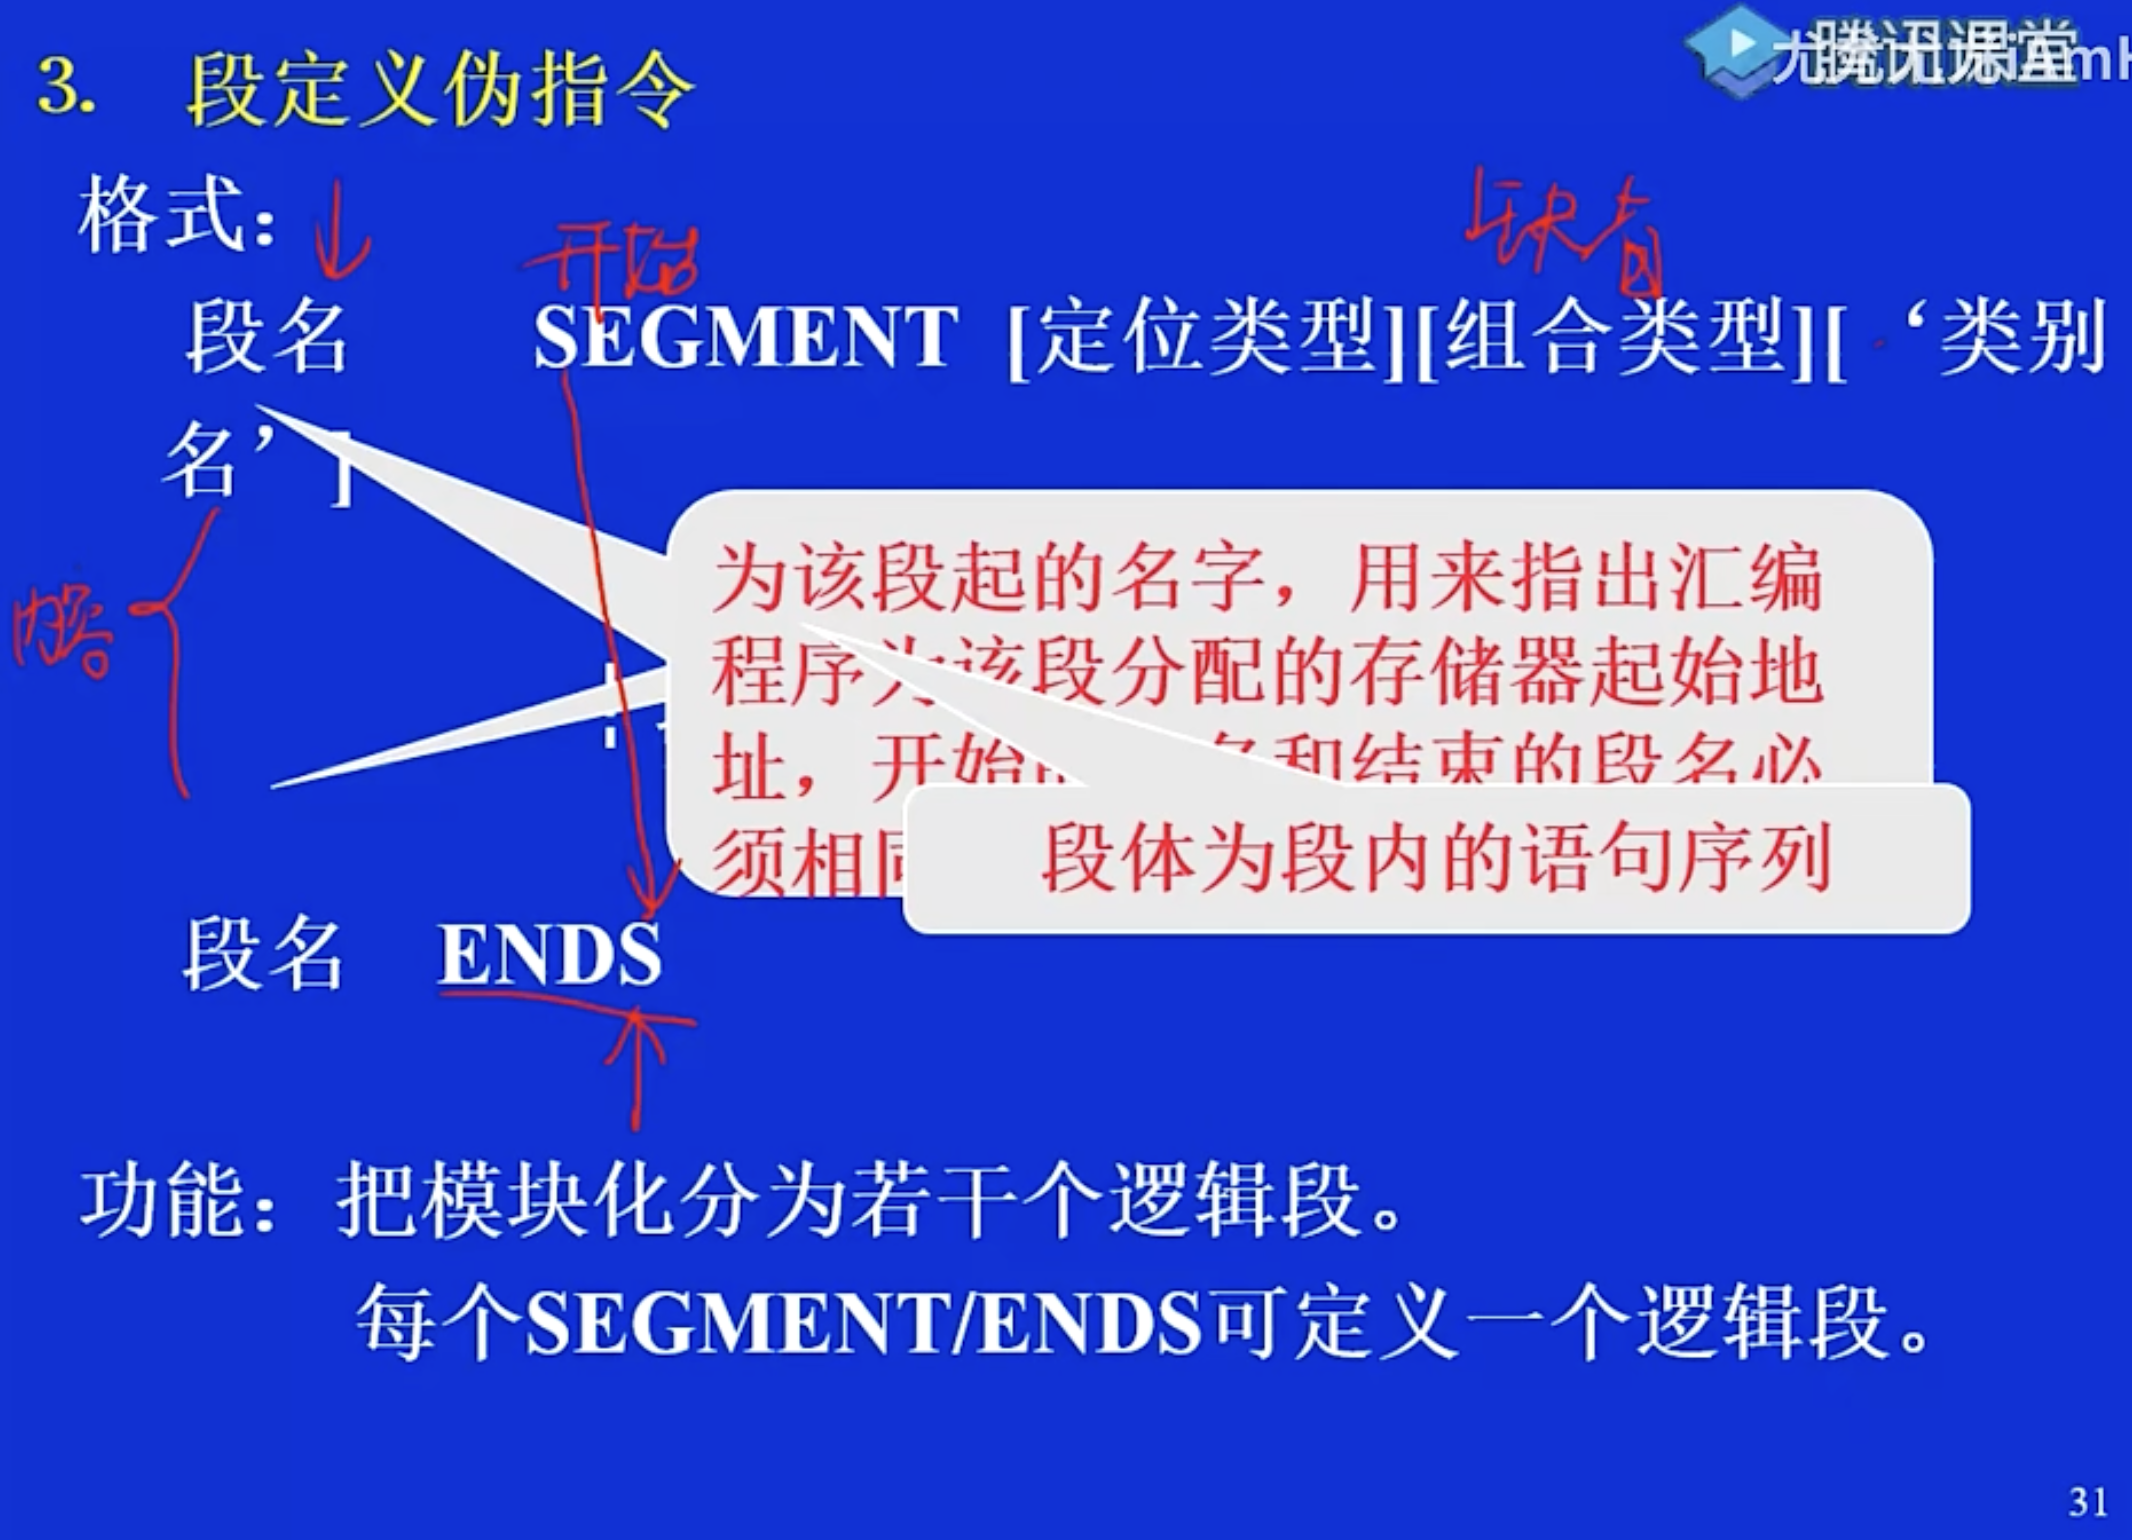 腾讯课堂
3. 段定义伪指令
格式：
缺省
开始
段名 SEGMENT [定位类型][组合类型][ ‘类别
名’ ]
为该段起的名字，用来指出汇编
程序为该段分配的存储器起始地
址，开始 名和结束的段名必
须相同
段体为段内的语句序列
段名 ENDS
功能：把模块化分为若干个逻辑段。
每个SEGMENT/ENDS可定义一个逻辑段。
31